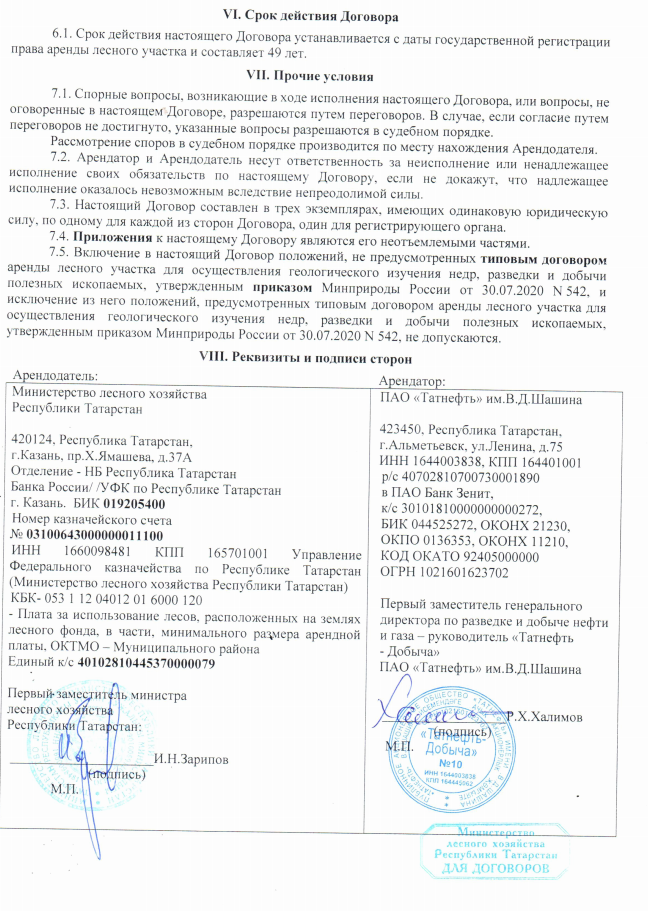 VI. Срок действия Договора
6.1. Срок действия настоящего Договора устанавливается с даты государственной регистрации
права аренды лесного участка и составляет 49 лет.
VII. Прочие условия
7.1. Спорные вопросы, возникающие в ходе исполнения настоящего Договора, или вопросы, не
оговоренные в настоящем Договоре, разрешаются путем переговоров. В случае, если согласие путем
переговоров не достигнуто, указанные вопросы разрешаются в судебном порядке.
Рассмотрение споров в судебном порядке производится по месту нахождения Арендодателя.
7.2. Арендатор и Арендодатель несут ответственность за неисполнение или ненадлежащее
исполнение своих обязательств по настоящему Договору, если не докажут, что надлежащее
исполнение оказалось невозможным вследствие непреодолимой силы.
7.3. Настоящий Договор составлен в трех экземплярах, имеющих одинаковую юридическую
силу, по одному для каждой из сторон Договора, один для регистрирующего органа.
7.4. Приложения к настоящему Договору являются его неотъемлемыми частями.
7.5. Включение в настоящий Договор положений, не предусмотренных типовым договором
аренды лесного участка для осуществления геологического изучения недр, разведки и добычи
полезных ископаемых, утвержденным приказом Минприроды России от 30.07.2020 N 542, и
исключение из него положений, предусмотренных типовым договором аренды лесного участка для
осуществления геологического изучения недр, разведки и добычи полезных ископаемых,
утвержденным приказом Минприроды России от 30.07.2020 N 542, не допускаются.
VIII. Реквизиты и подписи сторон
Арендодатель:
Министерство лесного хозяйства
Республики Татарстан
420124, Республика Татарстан,
г.Казань, пр.Х.Ямашева, д.37А
Отделение - НБ Республика Татарстан
Банка России/ /УФК по Республике Татарстан
г. Казань. БИК 019205400
Номер казначейского счета
№ 03100643000000011100
ИНН 1660098481 КПП 165701001 Управление
Федерального казначейства по Республике Татарстан
(Министерство лесного хозяйства Республики Татарстан)
КБК- 053 1 12 04012 01 6000 120
- Плата за использование лесов, расположенных на землях
лесного фонда, в части, минимального размера арендной
платы, ОКТМО – Муниципального района
Единый к/с 40102810445370000079
Первый заместитель министра
лесного хозяйства
Республики Татарстан:
И.Н.Зарипов
(подпись)
М.П.
Арендатор:
ПАО «Татнефть» им.В.Д.Шашина
423450, Республика Татарстан,
г.Альметьевск, ул.Ленина, д.75
ИНН 1644003838, КПП 164401001
р/с 40702810700730001890
в ПАО Банк Зенит,
к/с 30101810000000000272,
БИК 044525272, ОКОНХ 21230,
ОКПО 0136353, ОКОНХ 11210,
КОД ОКАТО 92405000000
ОГРН 1021601623702
Первый заместитель генерального
директора по разведке и добыче нефти
и газа – руководитель «Татнефть
- Добыча»
ПАО «Татнефть» им.В.Д.Шашина
Р.Х.Халимов
(подпись)
М.П.
«Татнефть-
Добыча»
№10
ИНН 1644003838
КПП 164445062
Министерство
лесного хозяйства
Республики Татарстан
ДЛЯ ДОГОВОРОВ